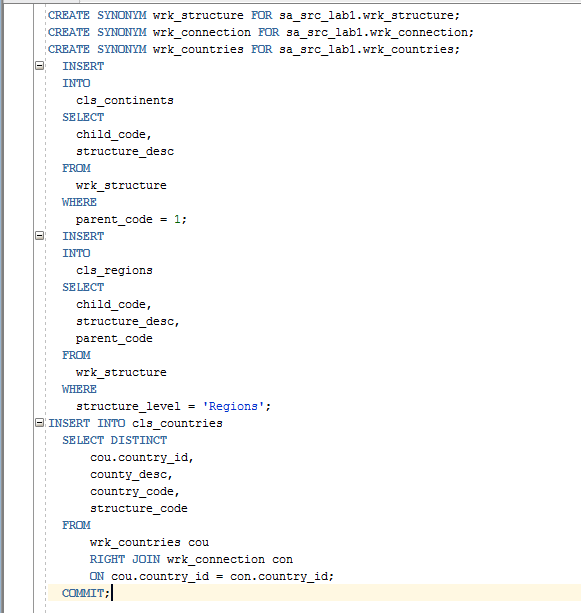 CREATE SYNONYM wrk_structure FOR sa_src_lab1.wrk_structure;
CREATE SYNONYM wrk_connection FOR sa_src_lab1.wrk_connection;
CREATE SYNONYM wrk_countries FOR sa_src_lab1.wrk_countries;
INSERT
INTO
cls_continents
SELECT
child_code,
structure_desc
FROM
wrk_structure
WHERE
parent_code = 1;
INSERT
INTO
cls_regions
SELECT
child_code,
structure_desc,
parent_code
FROM
wrk_structure
WHERE
structure_level = 'Regions';
INSERT INTO cls_countries
SELECT DISTINCT
cou.country_id,
county_desc,
country_code,
structure_code
FROM
wrk_countries cou
RIGHT JOIN wrk_connection con
ON cou.country_id = con.country_id;
COMMIT;